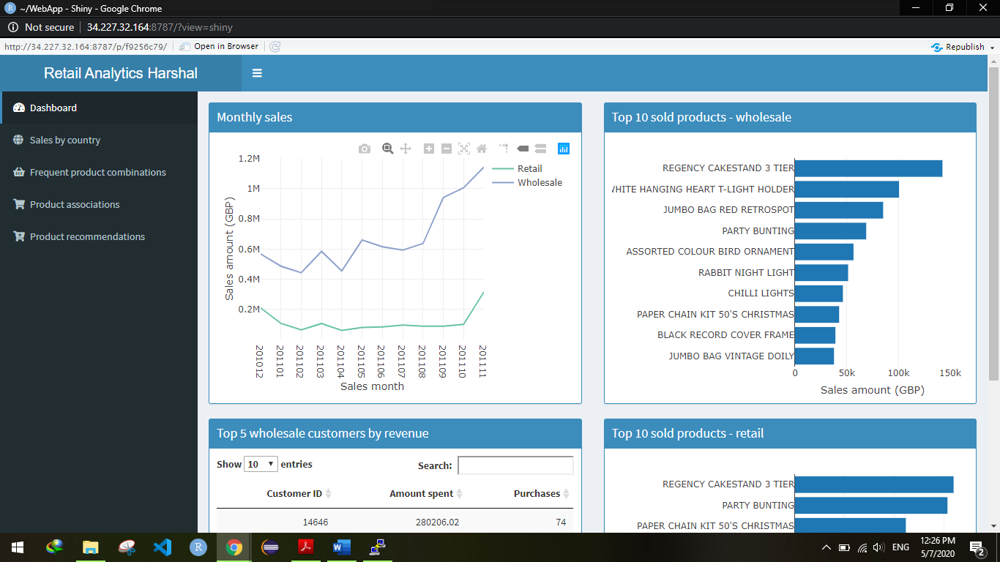 ~/WebApp - Shiny - Google Chrome
Not secure 34.227.32.164:8787/?view=shiny
http://34.227.32.164:8787/p/f9256c79/ Open in Browser Republish
Retail Analytics Harshal
Dashboard
Sales by country
Frequent product combinations
Product associations
Product recommendations
Monthly sales
1.2M
1M
0.8M
0.6M
0.4M
0.2M
Sales amount (GBP)
201012 201101 201102 201103 201104 201105 201106 201107 201108 201109 201110 201111
Sales month
Retail
Wholesale
Top 10 sold products - wholesale
REGENCY CAKESTAND 3 TIER
WHITE HANGING HEART T-LIGHT HOLDER
JUMBO BAG RED RETROSPOT
PARTY BUNTING
ASSORTED COLOUR BIRD ORNAMENT
RABBIT NIGHT LIGHT
CHILLI LIGHTS
PAPER CHAIN KIT 50'S CHRISTMAS
BLACK RECORD COVER FRAME
JUMBO BAG VINTAGE DOILY
0 50k 100k 150k
Sales amount (GBP)
Top 5 wholesale customers by revenue
Show 10 entries Search:
Customer ID Amount spent Purchases
14646 280206.02 74
Top 10 sold products - retail
REGENCY CAKESTAND 3 TIER
PARTY BUNTING
PAPER CHAIN KIT 50'S CHRISTMAS
ENG
12:26 PM
5/7/2020
2